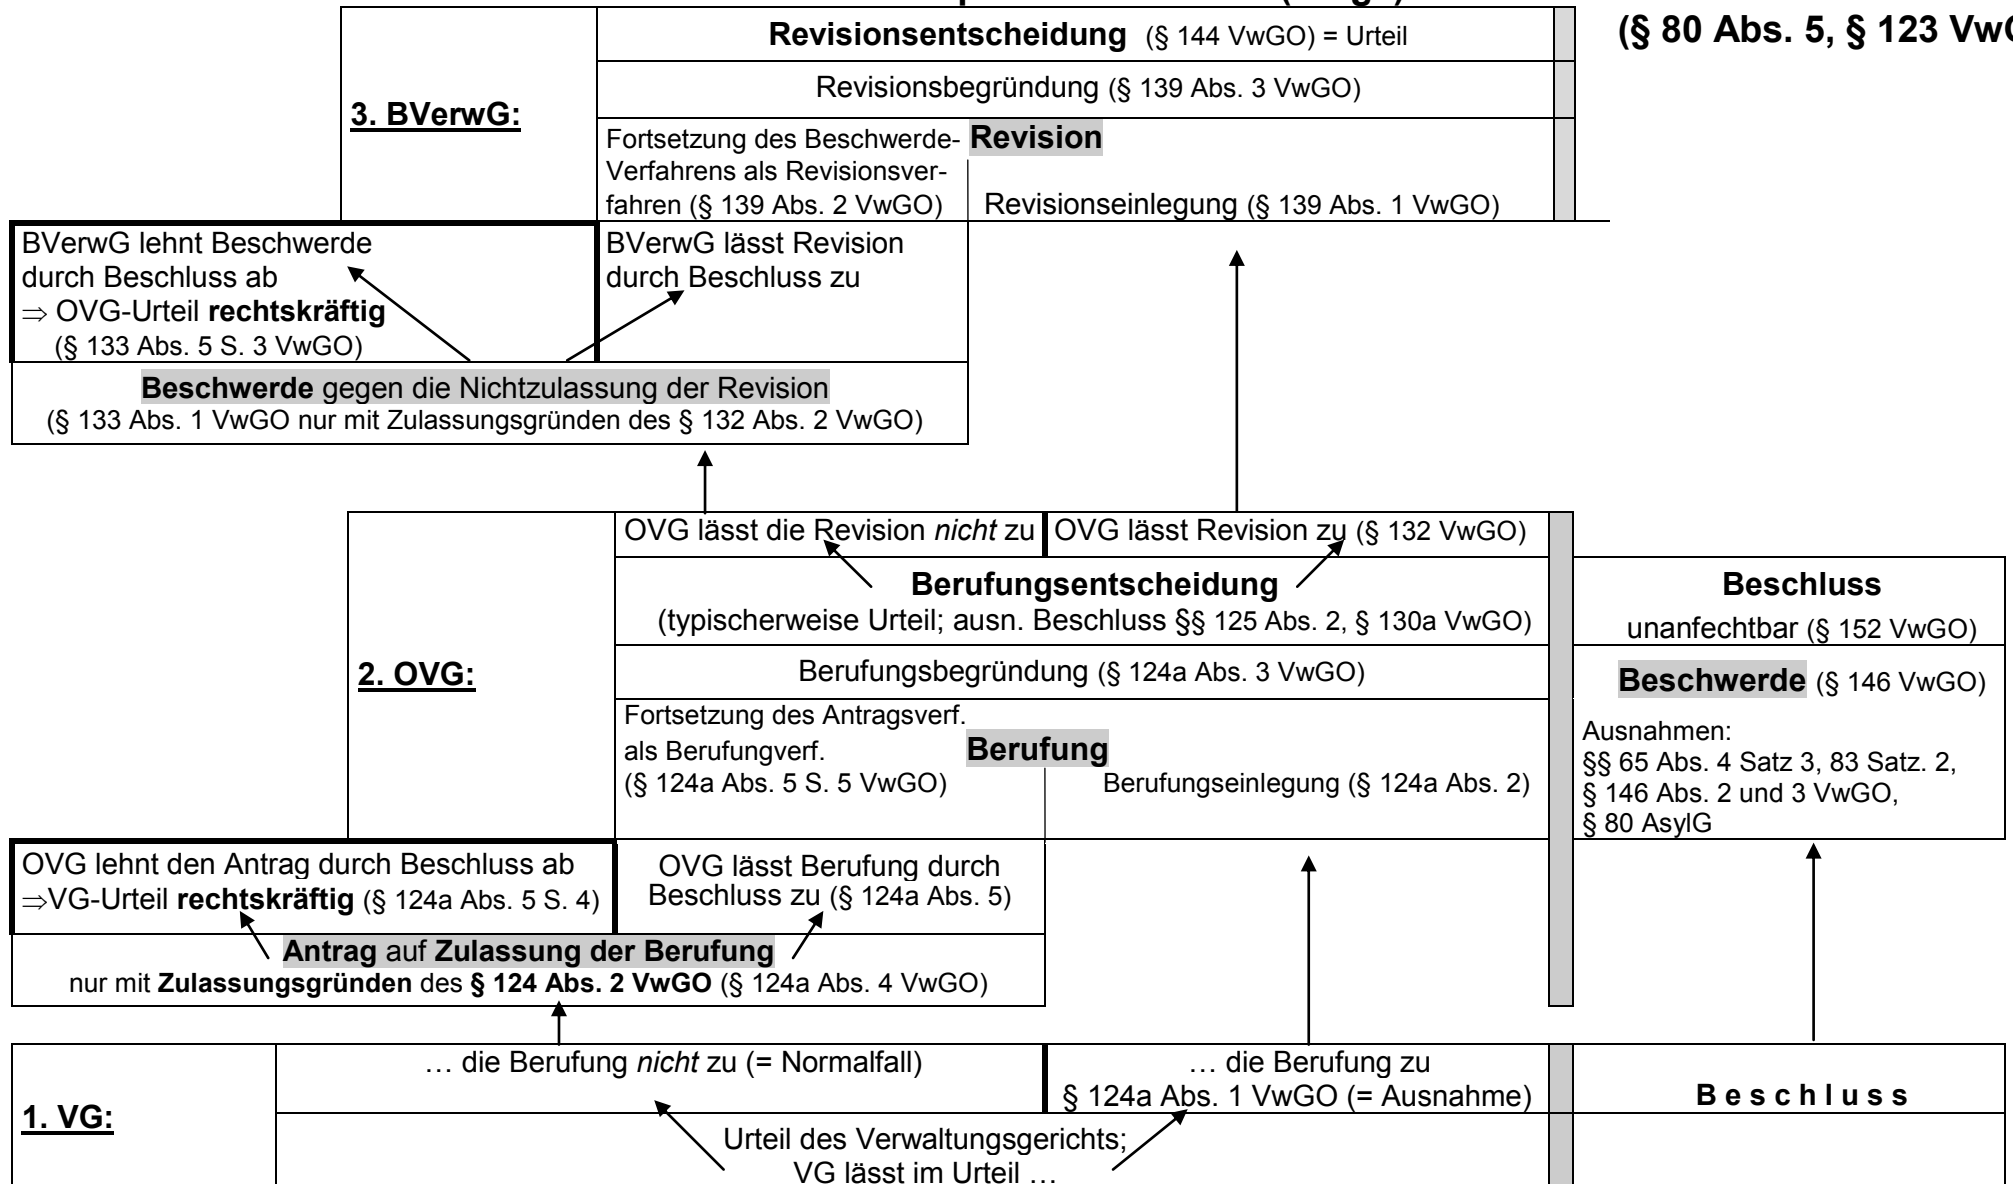 (§ 80 Abs. 5, § 123
Revisionsentscheidung (§ 144 VwGO) = Urteil
Revisionsbegründung (§ 139 Abs. 3 VwGO)
3. BVerwG:
Fortsetzung des Beschwerde-
Verfahrens als Revisionsver-
fahren (§ 139 Abs. 2 VwGO)
Revision
Revisionseinlegung (§ 139 Abs. 1 VwGO)
BVerwG lehnt Beschwerde
durch Beschluss ab
⇒ OVG-Urteil rechtskräftig
(§ 133 Abs. 5 S. 3 VwGO)
BVerwG lässt Revision
durch Beschluss zu
Beschwerde gegen die Nichtzulassung der Revision
(§ 133 Abs. 1 VwGO nur mit Zulassungsgründen des § 132 Abs. 2 VwGO)
OVG lässt die Revision nicht zu
OVG lässt Revision zu (§ 132 VwGO)
Berufungsentscheidung
(typischerweise Urteil; ausn. Beschluss §§ 125 Abs. 2, § 130a VwGO)
2. OVG:
Berufungsbegründung (§ 124a Abs. 3 VwGO)
Fortsetzung des Antragsverf.
als Berufungverf.
(§ 124a Abs. 5 S. 5 VwGO)
Berufung
Berufungseinlegung (§ 124a Abs. 2)
Beschluss
unanfechtbar (§ 152 VwGO)
Beschwerde (§ 146 VwGO)
Ausnahmen:
§§ 65 Abs. 4 Satz 3, 83 Satz. 2,
§ 146 Abs. 2 und 3 VwGO,
§ 80 AsylG
OVG lehnt den Antrag durch Beschluss ab
⇒VG-Urteil rechtskräftig (§ 124a Abs. 5 S. 4)
OVG lässt Berufung durch
Beschluss zu (§ 124a Abs. 5)
Antrag auf Zulassung der Berufung
nur mit Zulassungsgründen des § 124 Abs. 2 VwGO (§ 124a Abs. 4 VwGO)
1. VG:
… die Berufung nicht zu (= Normalfall)
… die Berufung zu
§ 124a Abs. 1 VwGO (= Ausnahme)
B e s c h l u s s
Urteil des Verwaltungsgerichts;
VG lässt im Urteil …